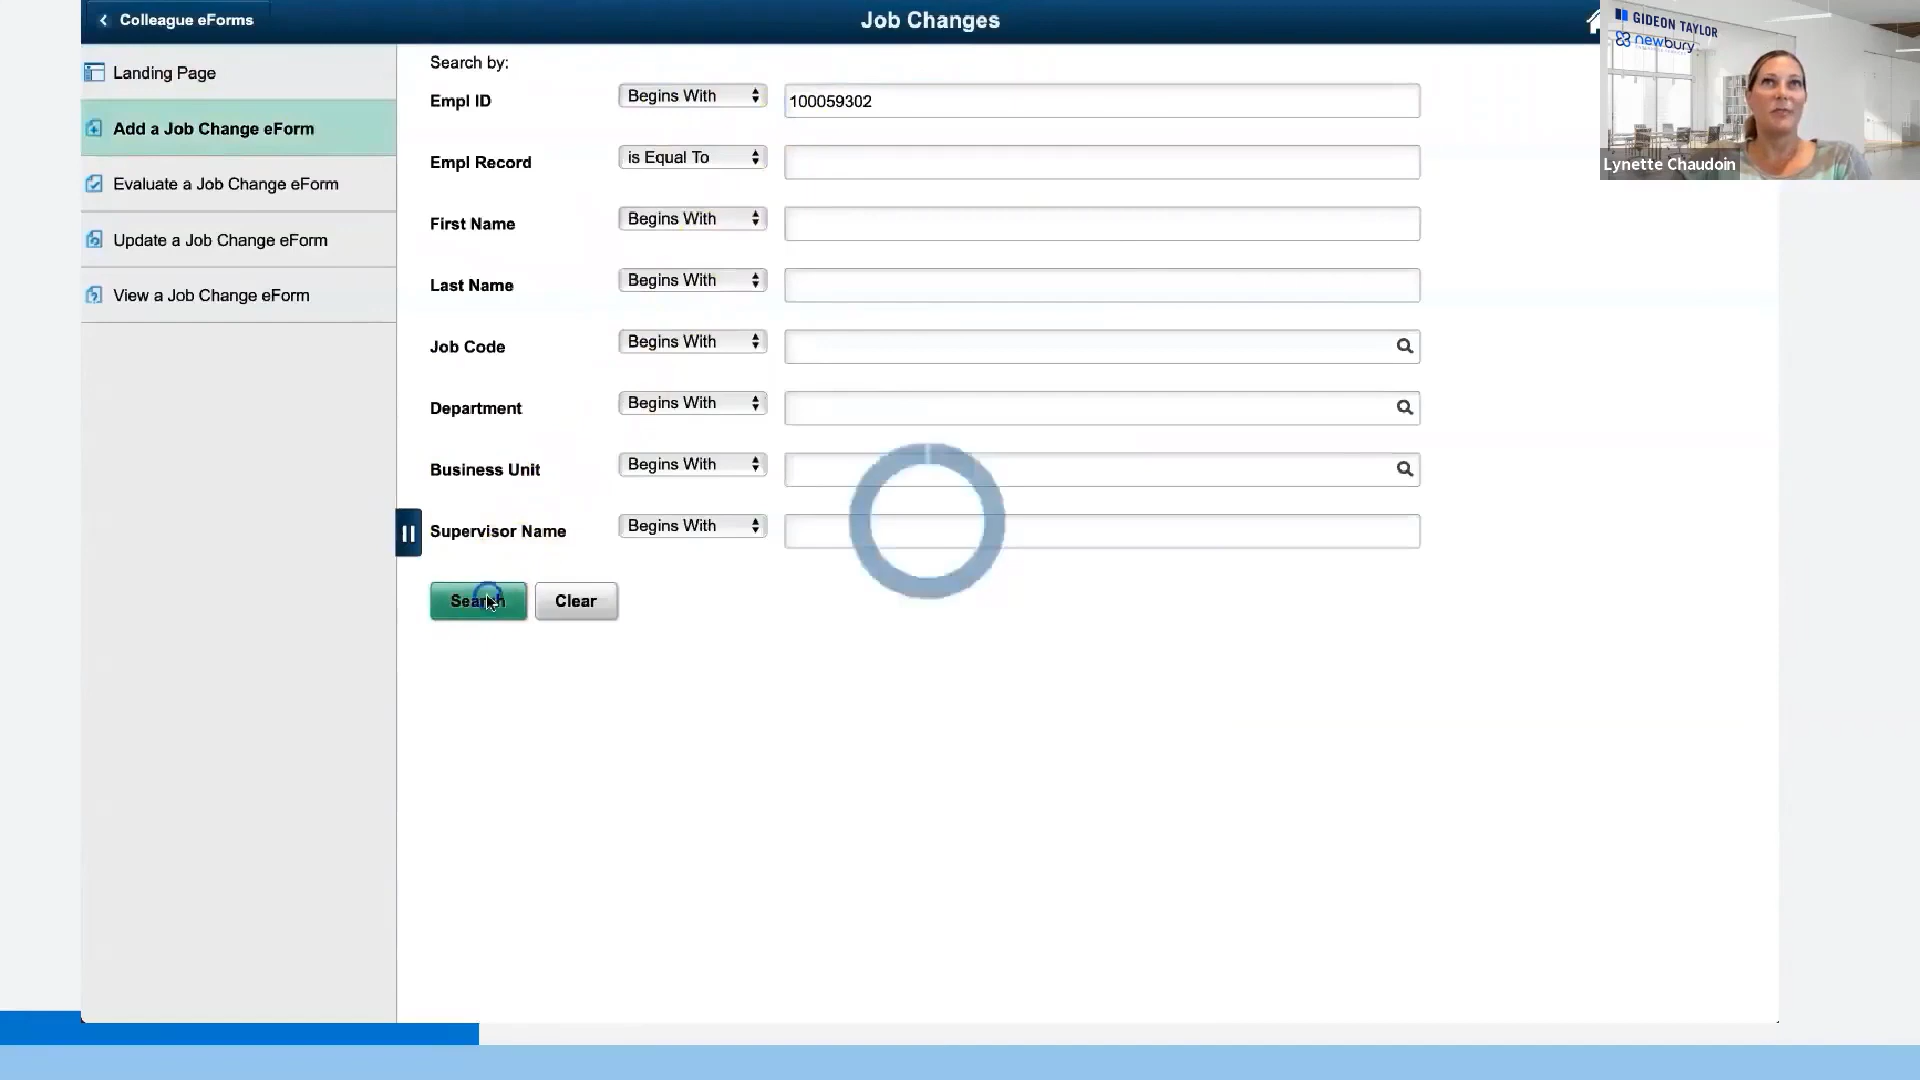 Colleague eForms
Job Changes
GIDEON TAYLOR
newbury
Lynette Chaudoin
Landing Page
Add a Job Change eForm
Evaluate a Job Change eForm
Update a Job Change eForm
View a Job Change eForm
Search by:
Empl ID Begins With 100059302
Empl Record is Equal To
First Name Begins With
Last Name Begins With
Job Code Begins With
Department Begins With
Business Unit Begins With
Supervisor Name Begins With
Search Clear